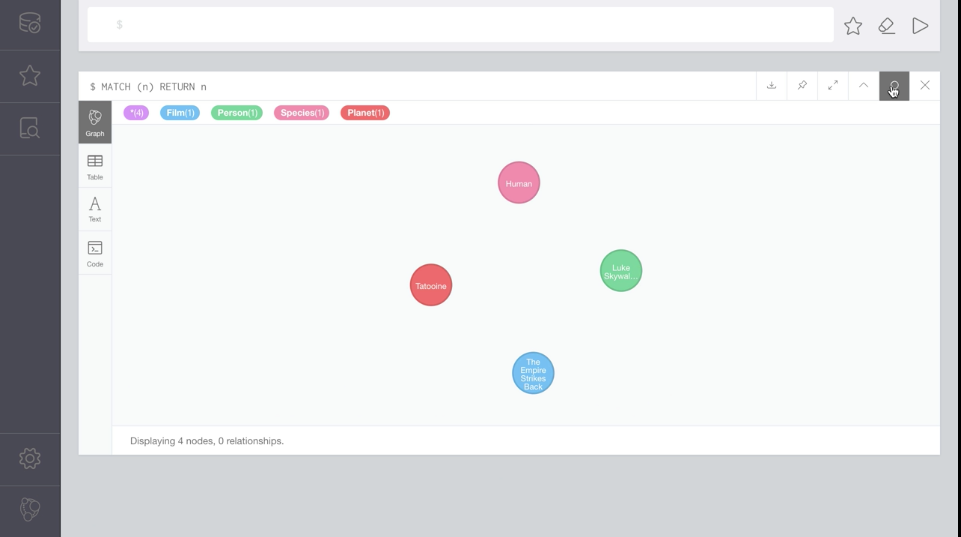 $
$ MATCH (n) RETURN n
*(4) Film(1) Person(1) Species(1) Planet(1)
Graph
Table
Text
Code
Human
Luke
Skywal...
Tatooine
The
Empire
Strikes
Back
Displaying 4 nodes, 0 relationships.